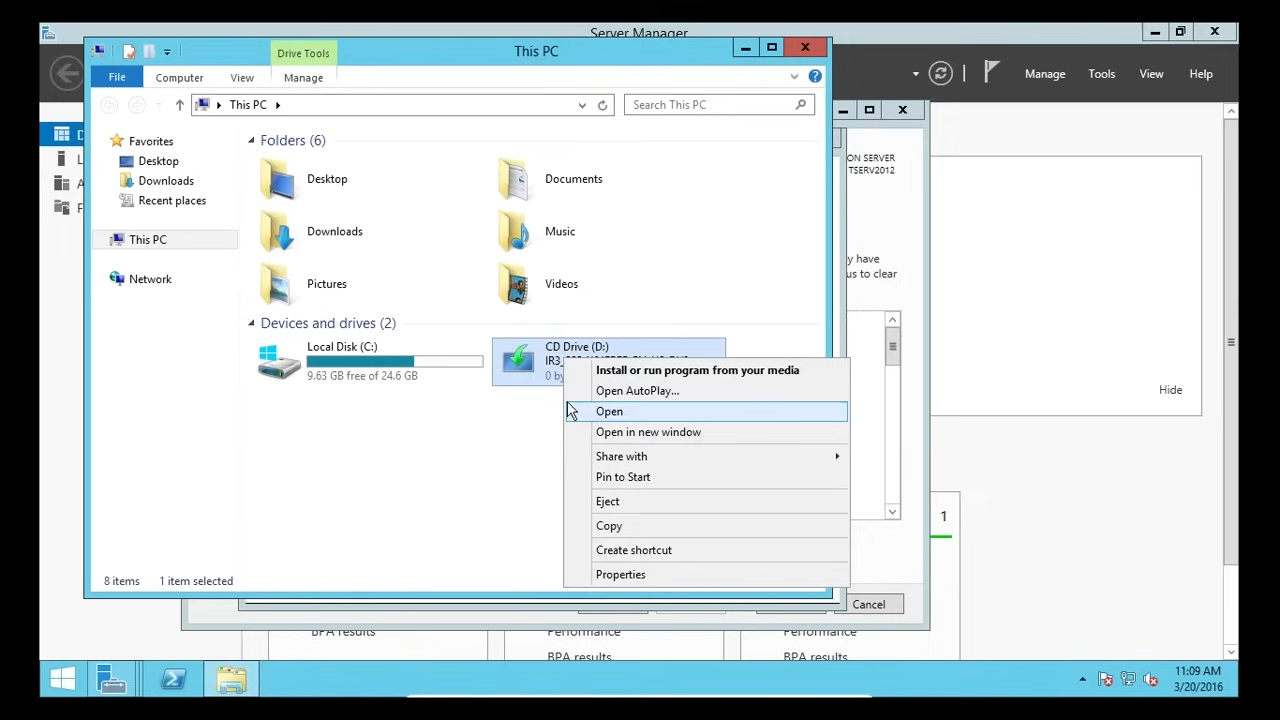 Server Manager
This PC
Drive Tools
File
Computer
View
Manage
Manage
Tools
View
Help
This PC
Search This PC
Favorites
Desktop
Downloads
Recent places
This PC
Network
Folders (6)
Desktop
Documents
Downloads
Music
Pictures
Videos
Devices and drives (2)
Local Disk (C:)
9.63 GB free of 24.6 GB
CD Drive (D:)
0 by
Install or run program from your media
Open AutoPlay...
Open
Open in new window
Share with
Pin to Start
Eject
Copy
Create shortcut
Properties
8 items
1 item selected
ON SERVER
TSERV2012
y have
us to clear
Hide
1
Cancel
BPA results
Performance
BPA results
Performance
BPA results
11:09 AM
3/20/2016